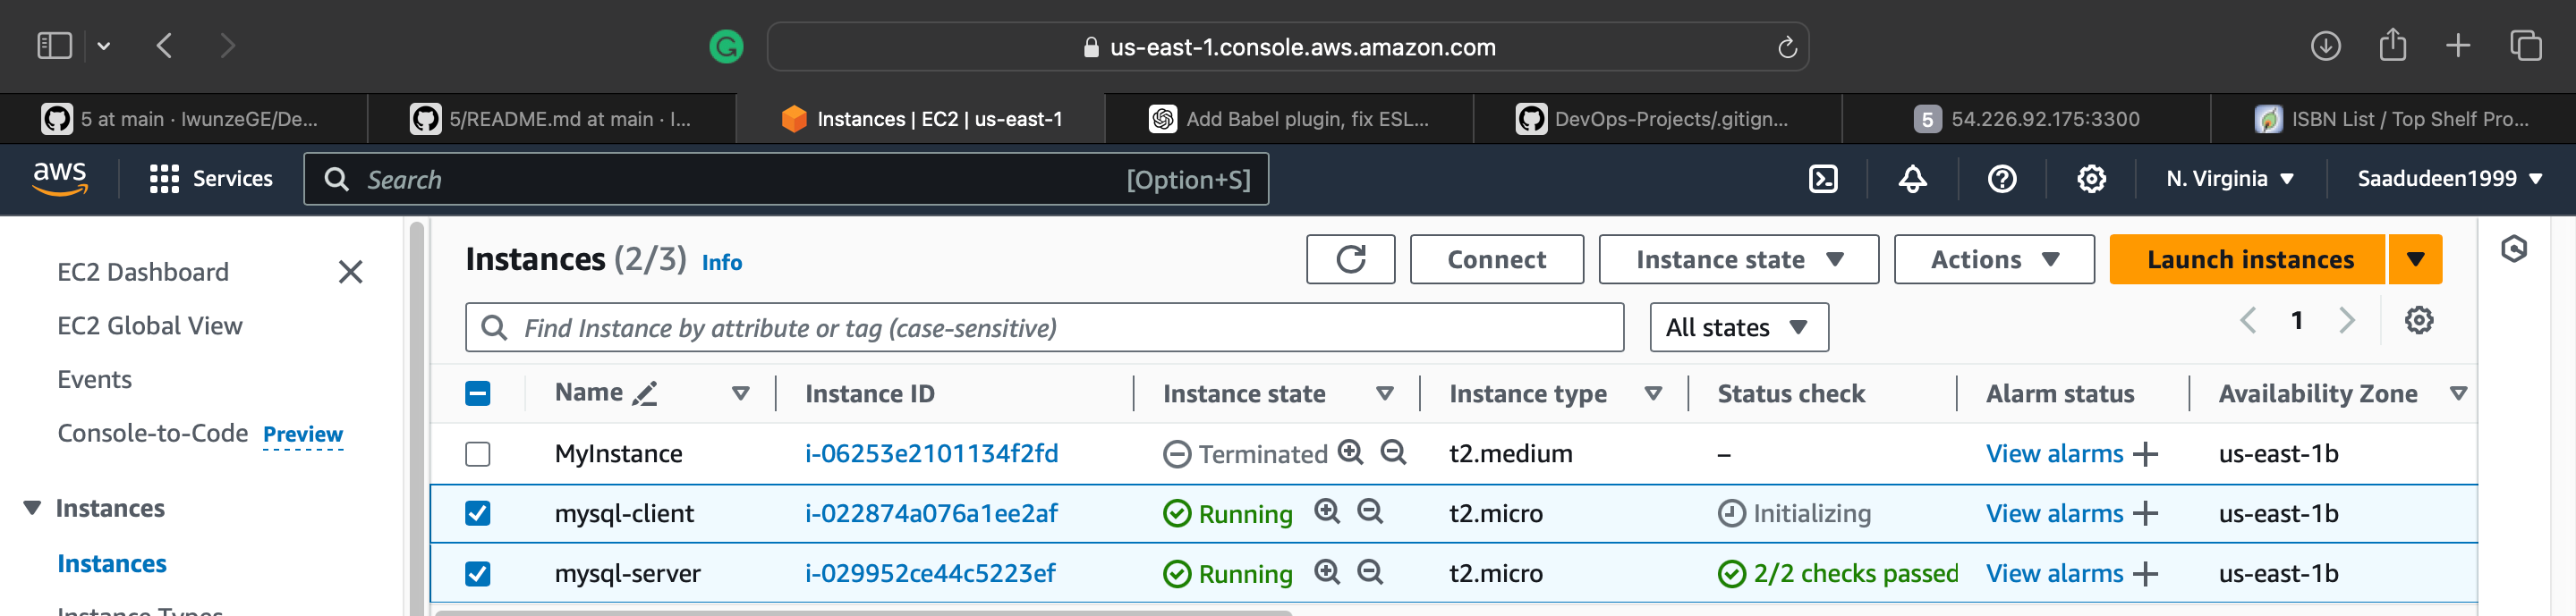 us-east-1.console.aws.amazon.com
5 at main · IwunzeGE/De...
5/README.md at main · I...
Instances | EC2 | us-east-1
Add Babel plugin, fix ESL...
DevOps-Projects/.gitign...
5 54.226.92.175:3300
ISBN List / Top Shelf Pro...
aws
Services
Search [Option+S]
N. Virginia
Saadudeen1999
EC2 Dashboard
EC2 Global View
Events
Console-to-Code Preview
Instances
Instances
Instance Types
Instances (2/3) Info
Connect
Instance state
Actions
Launch instances
Find Instance by attribute or tag (case-sensitive)
All states
1
Name Instance ID Instance state Instance type Status check Alarm status Availability Zone
MyInstance i-06253e2101134f2fd Terminated t2.medium – View alarms + us-east-1b
mysql-client i-022874a076a1ee2af Running t2.micro Initializing View alarms + us-east-1b
mysql-server i-029952ce44c5223ef Running t2.micro 2/2 checks passed View alarms + us-east-1b